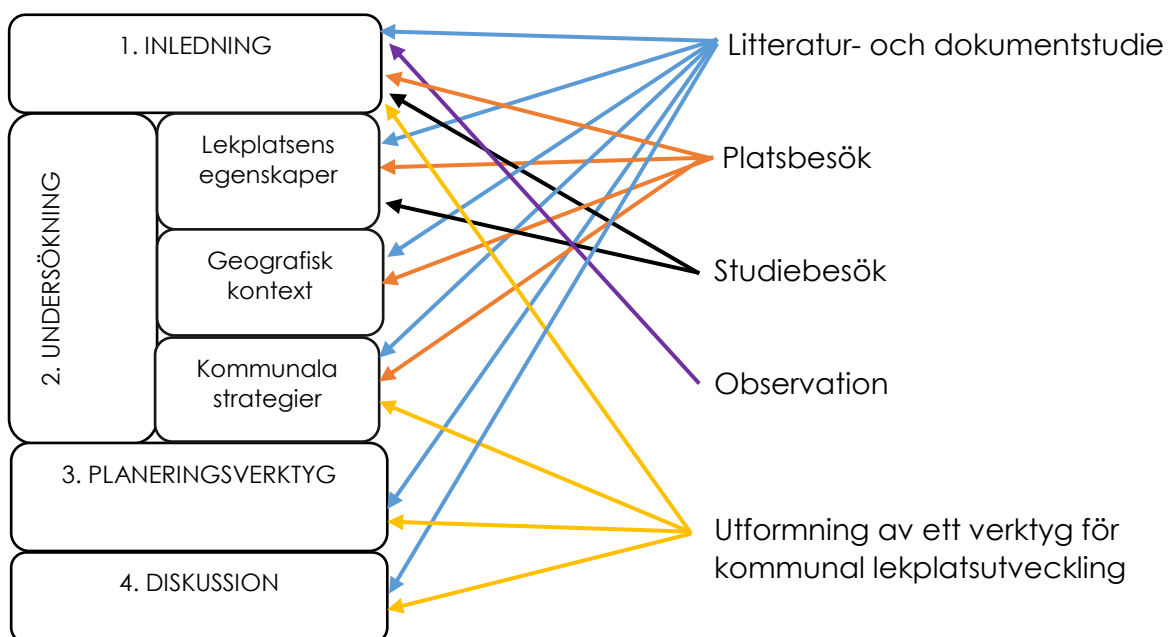 1. INLEDNING
2. UNDERSÖKNING
Lekplatsens
egenskaper
Geografisk
kontext
Kommunala
strategier
3. PLANERINGSVERKTYG
4. DISKUSSION
Litteratur- och dokumentstudie
Platsbesök
Studiebesök
Observation
Utformning av ett verktyg för
kommunal lekplatsutveckling